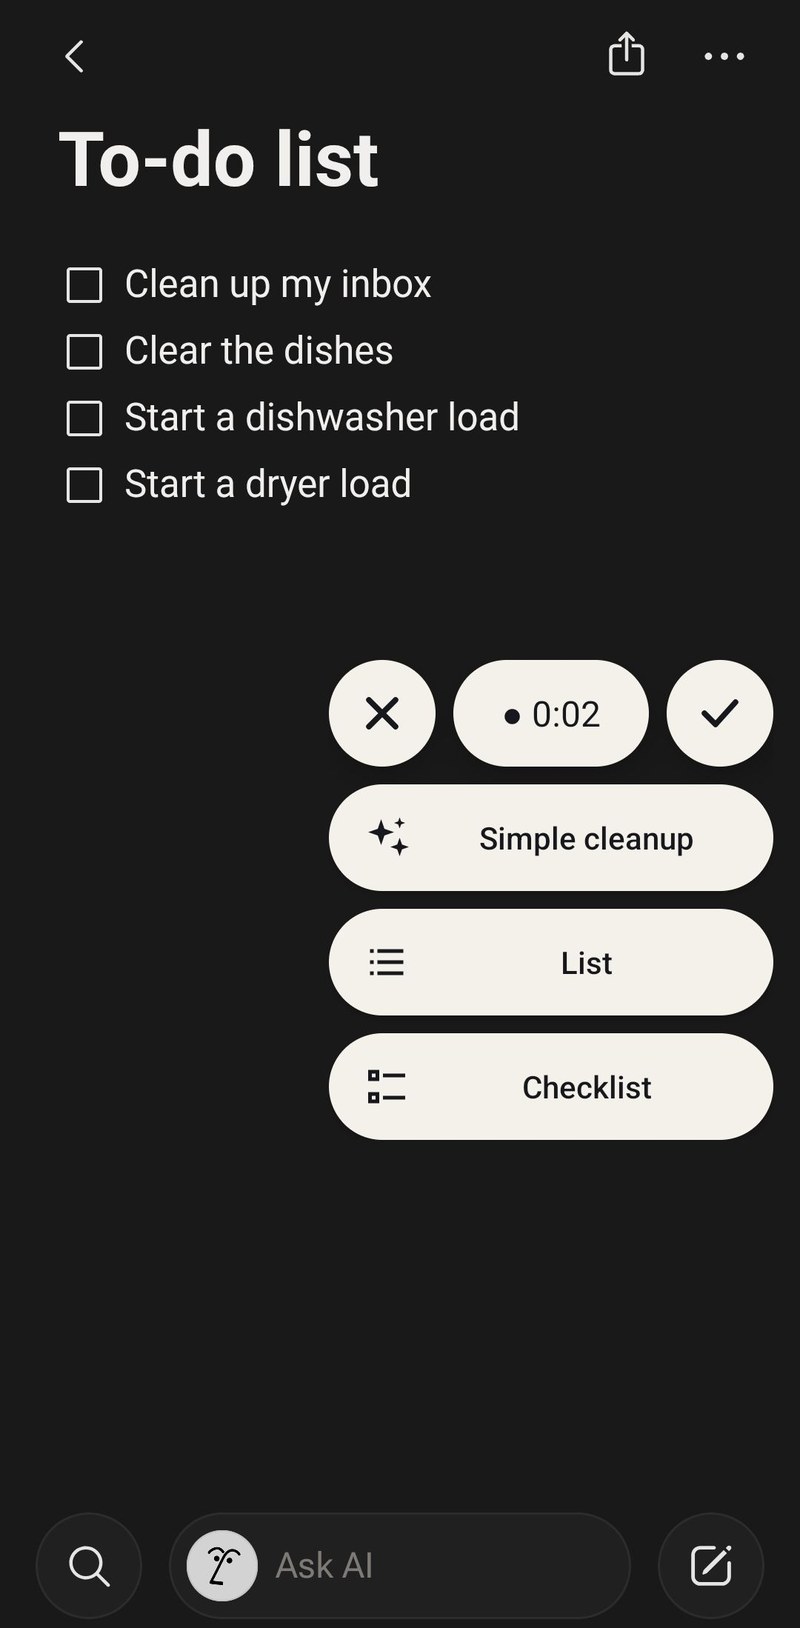 To-do list
Clean up my inbox
Clear the dishes
Start a dishwasher load
Start a dryer load
0:02
Simple cleanup
List
Checklist
Ask AI